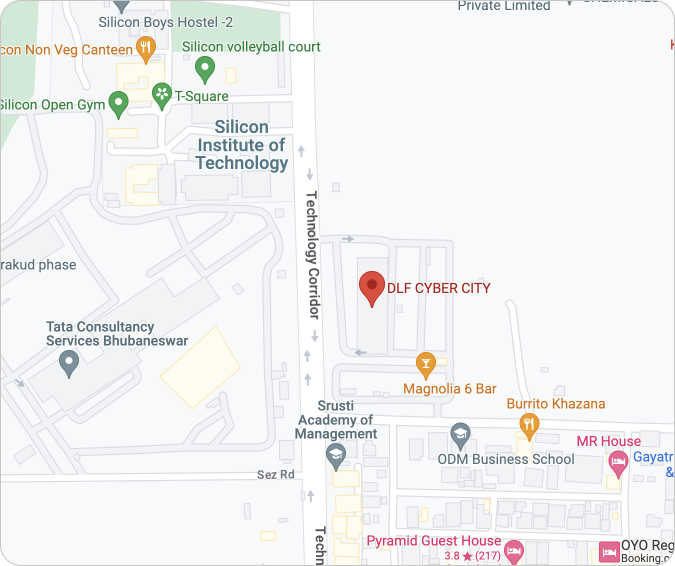 Private Limited
Silicon Boys Hostel -2
Silicon volleyball court
con Non Veg Canteen
T-Square
Silicon Open Gym
Silicon
Institute of
Technology
Technology Corridor
rakud phase
DLF CYBER CITY
Tata Consultancy
Services Bhubaneswar
Magnolia 6 Bar
Srusti
Academy of
Management
Burrito Khazana
MR House
ODM Business School
Gayatr
&
Sez Rd
Techn
Pyramid Guest House
3.8★(217)
OYO Reg
Booking.c